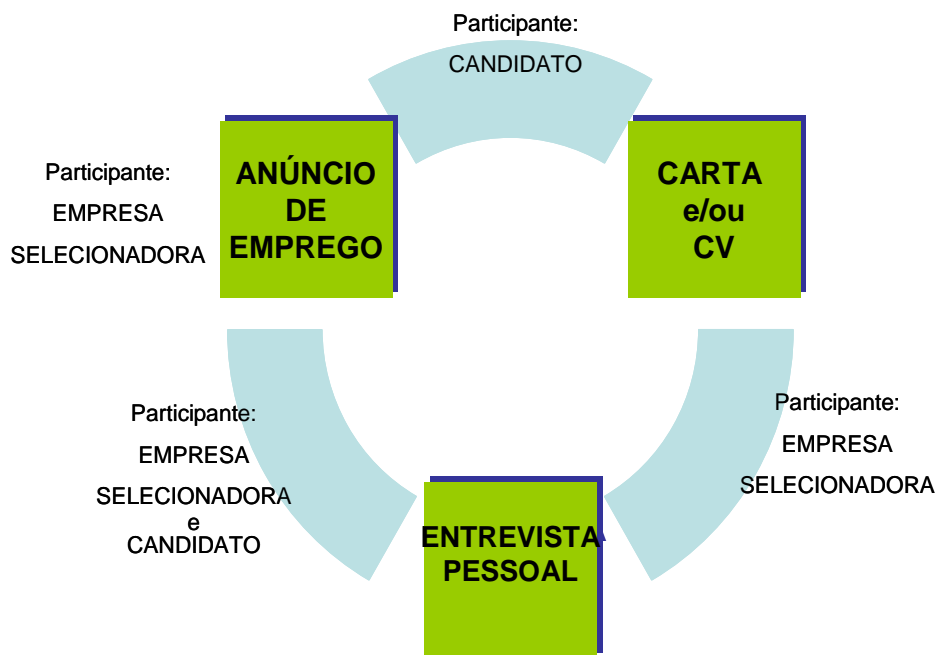 Participante:
CANDIDATO
Participante:
EMPRESA
SELECIONADORA
ANÚNCIO
DE
EMPREGO
CARTA
e/ou
CV
Participante:
EMPRESA
SELECIONADORA
e
CANDIDATO
ENTREVISTA
PESSOAL
Participante:
EMPRESA
SELECIONADORA